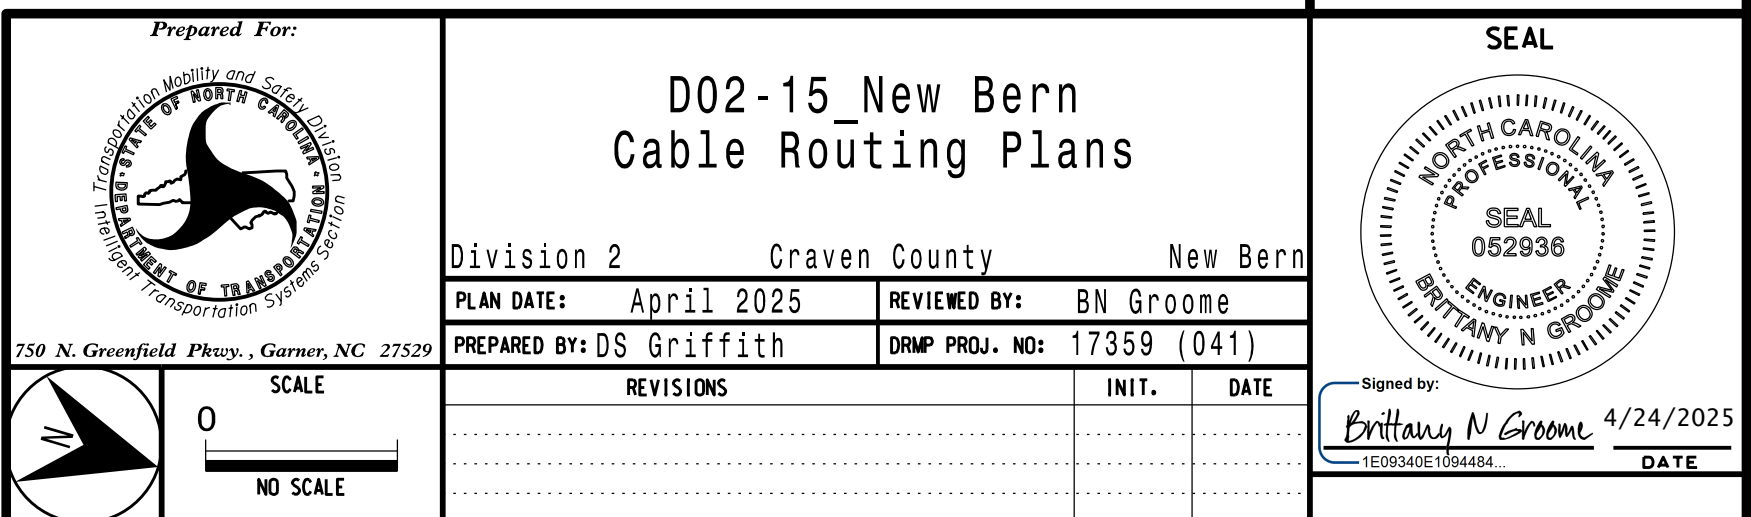 Prepared For:
Transportation Mobility and Safety Division
STATE OF NORTH CAROLINA
DEPARTMENT OF TRANSPORTATION
Intelligent Transportation Systems Section
750 N. Greenfield Pkwy. , Garner, NC 27529
D02-15_New Bern
Cable Routing Plans
Division 2 Craven County New Bern
PLAN DATE: April 2025 REVIEWED BY: BN Groome
PREPARED BY: DS Griffith DRMP PROJ. NO: 17359 (041)
N
SCALE
0
NO SCALE
REVISIONS INIT. DATE
SEAL
NORTH CAROLINA
PROFESSIONAL
SEAL
052936
ENGINEER
BRITTANY N GROOME
Signed by:
Brittany N Groome 4/24/2025
1E09340E1094484...
DATE